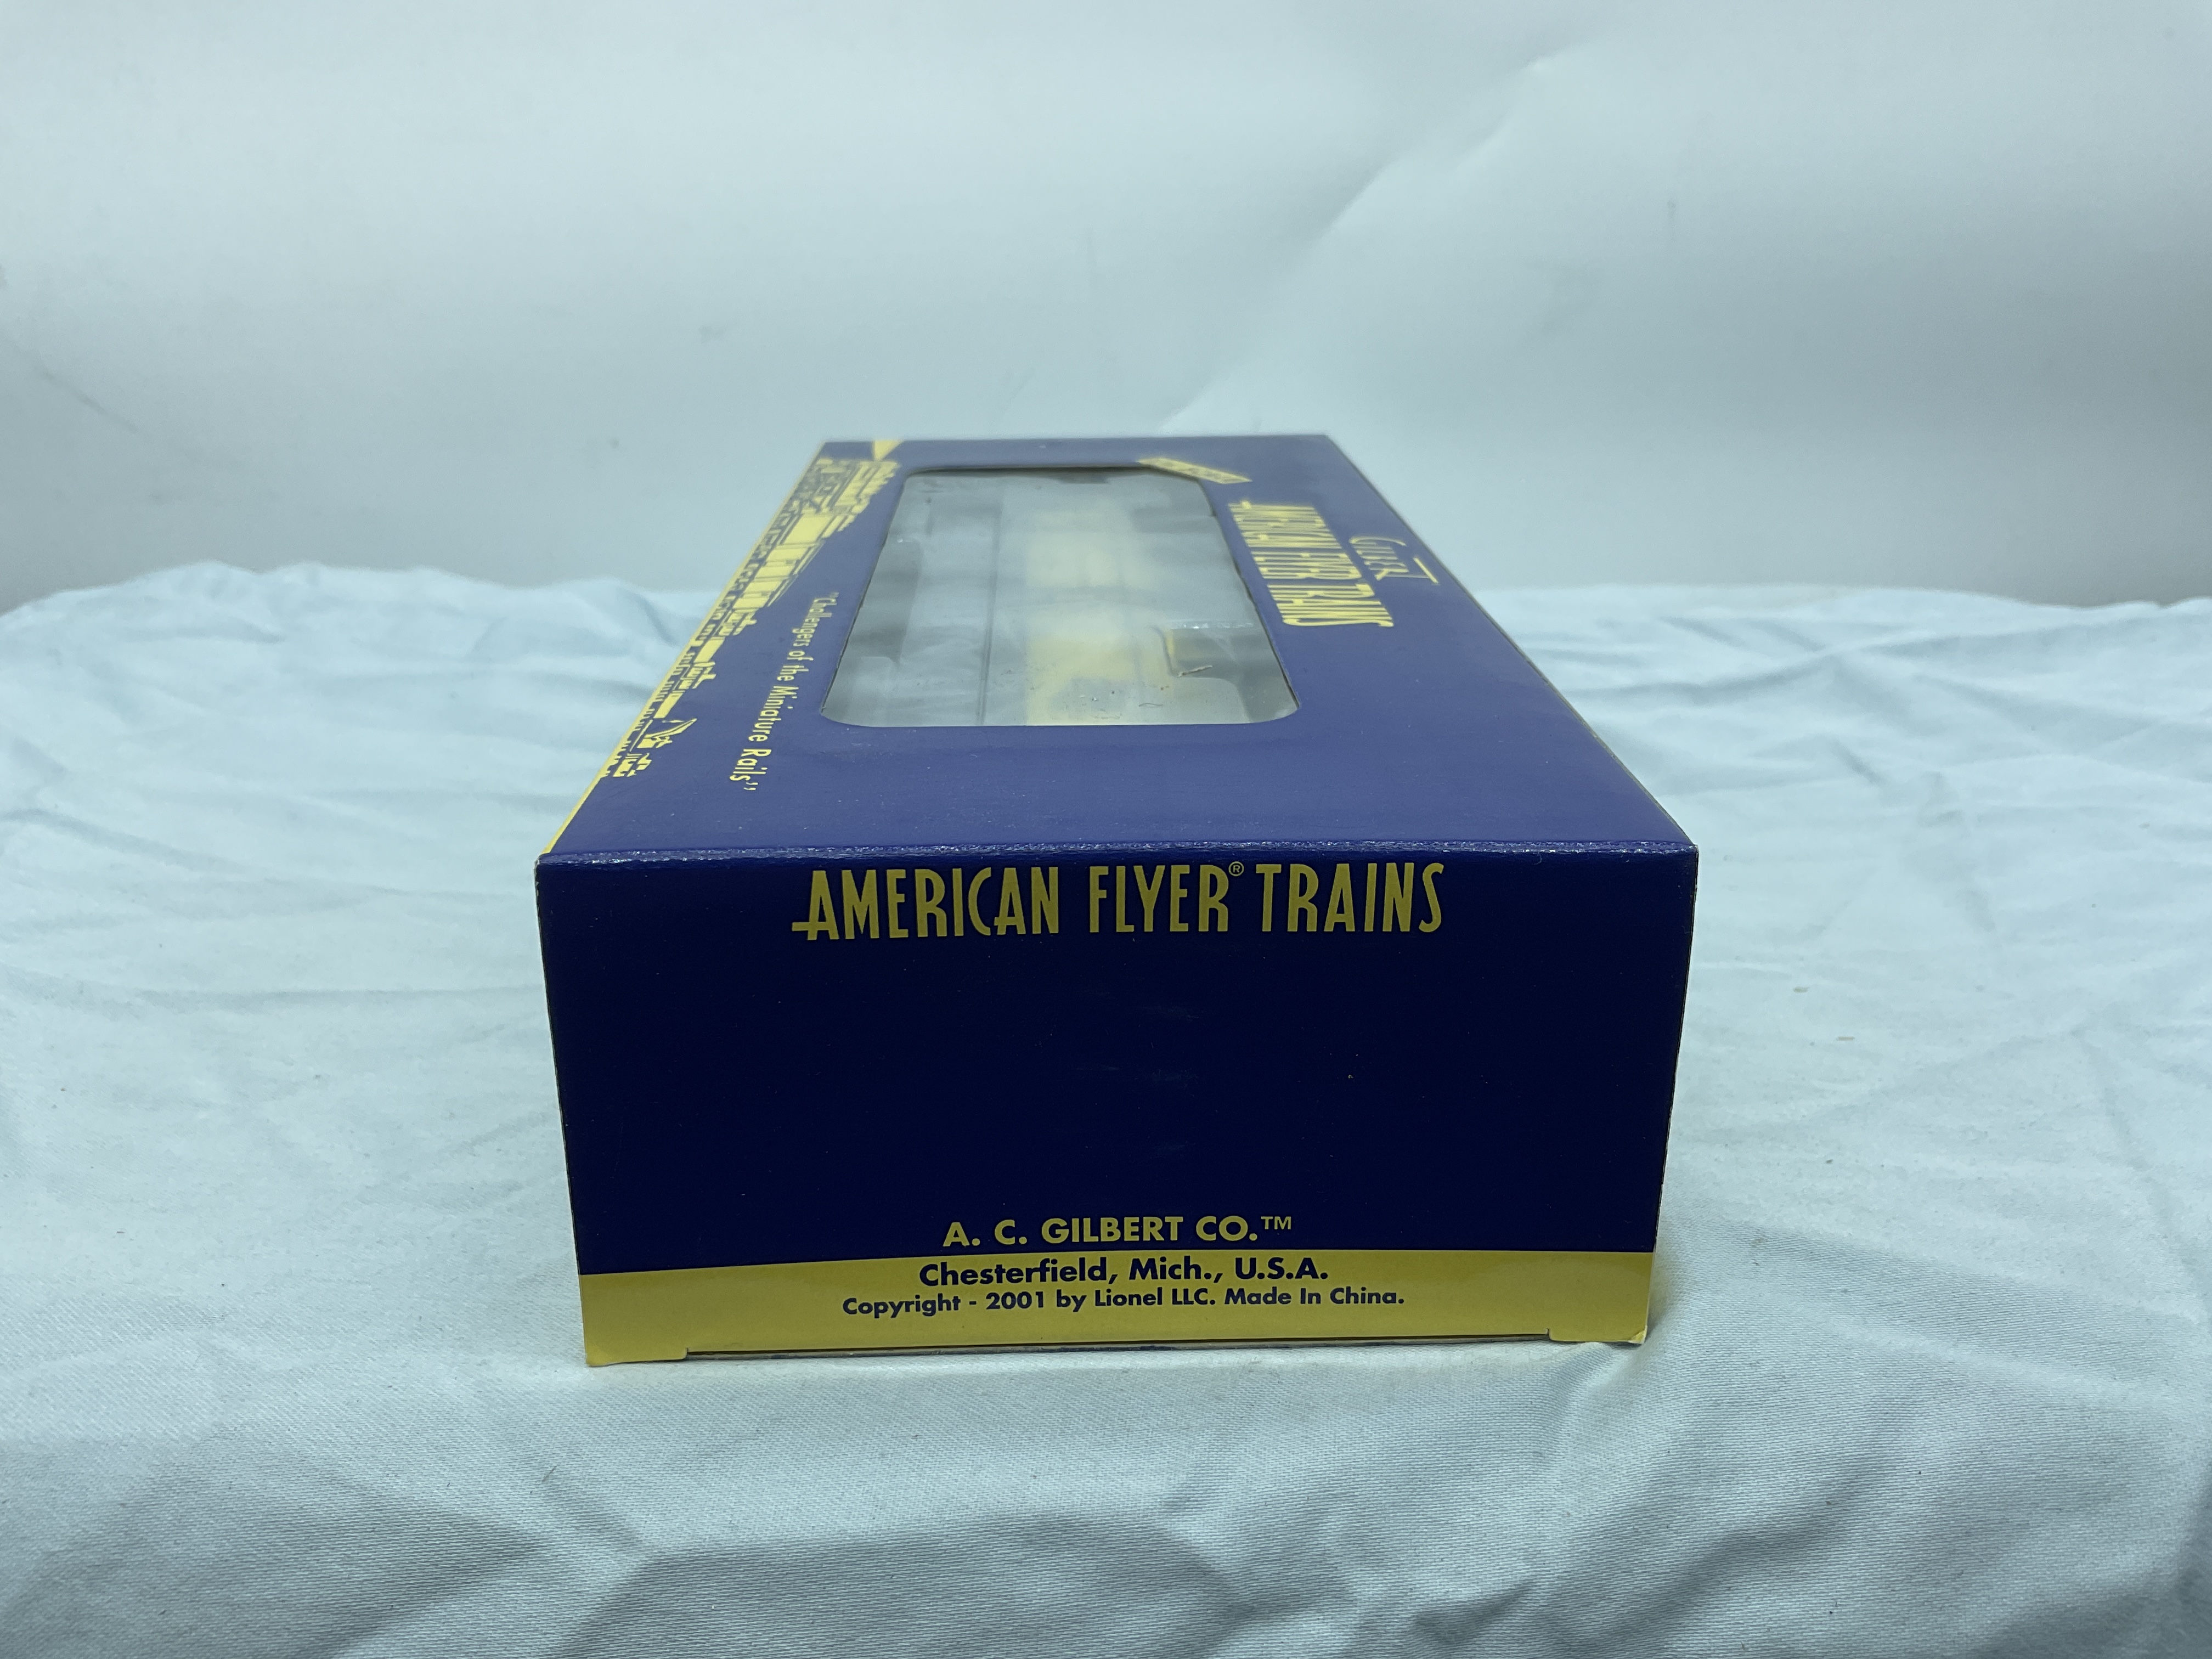 GILBERT
AMERICAN FLYER TRAINS
"Challengers of the Miniature Rails"
AMERICAN FLYER® TRAINS
A. C. GILBERT CO.™
Chesterfield, Mich., U.S.A.
Copyright - 2001 by Lionel LLC. Made In China.